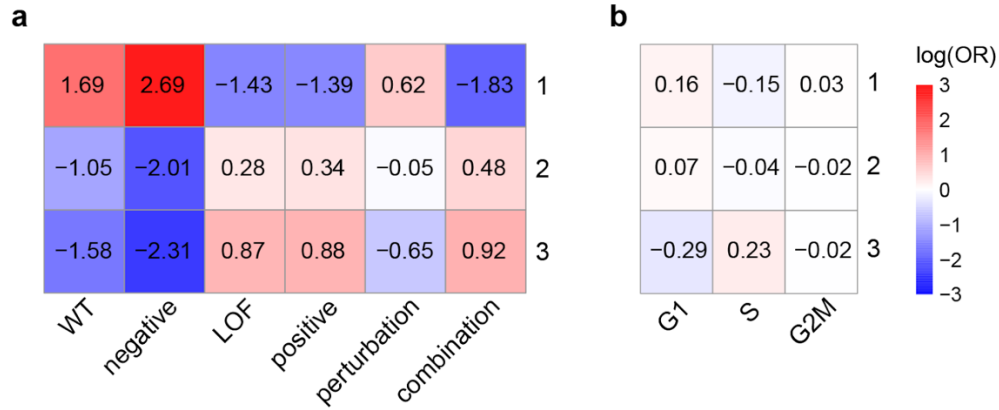 a
1.69 2.69 −1.43 −1.39 0.62 −1.83 1
−1.05 −2.01 0.28 0.34 −0.05 0.48 2
−1.58 −2.31 0.87 0.88 −0.65 0.92 3
WT negative LOF positive perturbation combination
b
0.16 −0.15 0.03 1
0.07 −0.04 −0.02 2
−0.29 0.23 −0.02 3
G1 S G2M
log(OR)
3
2
1
0
−1
−2
−3